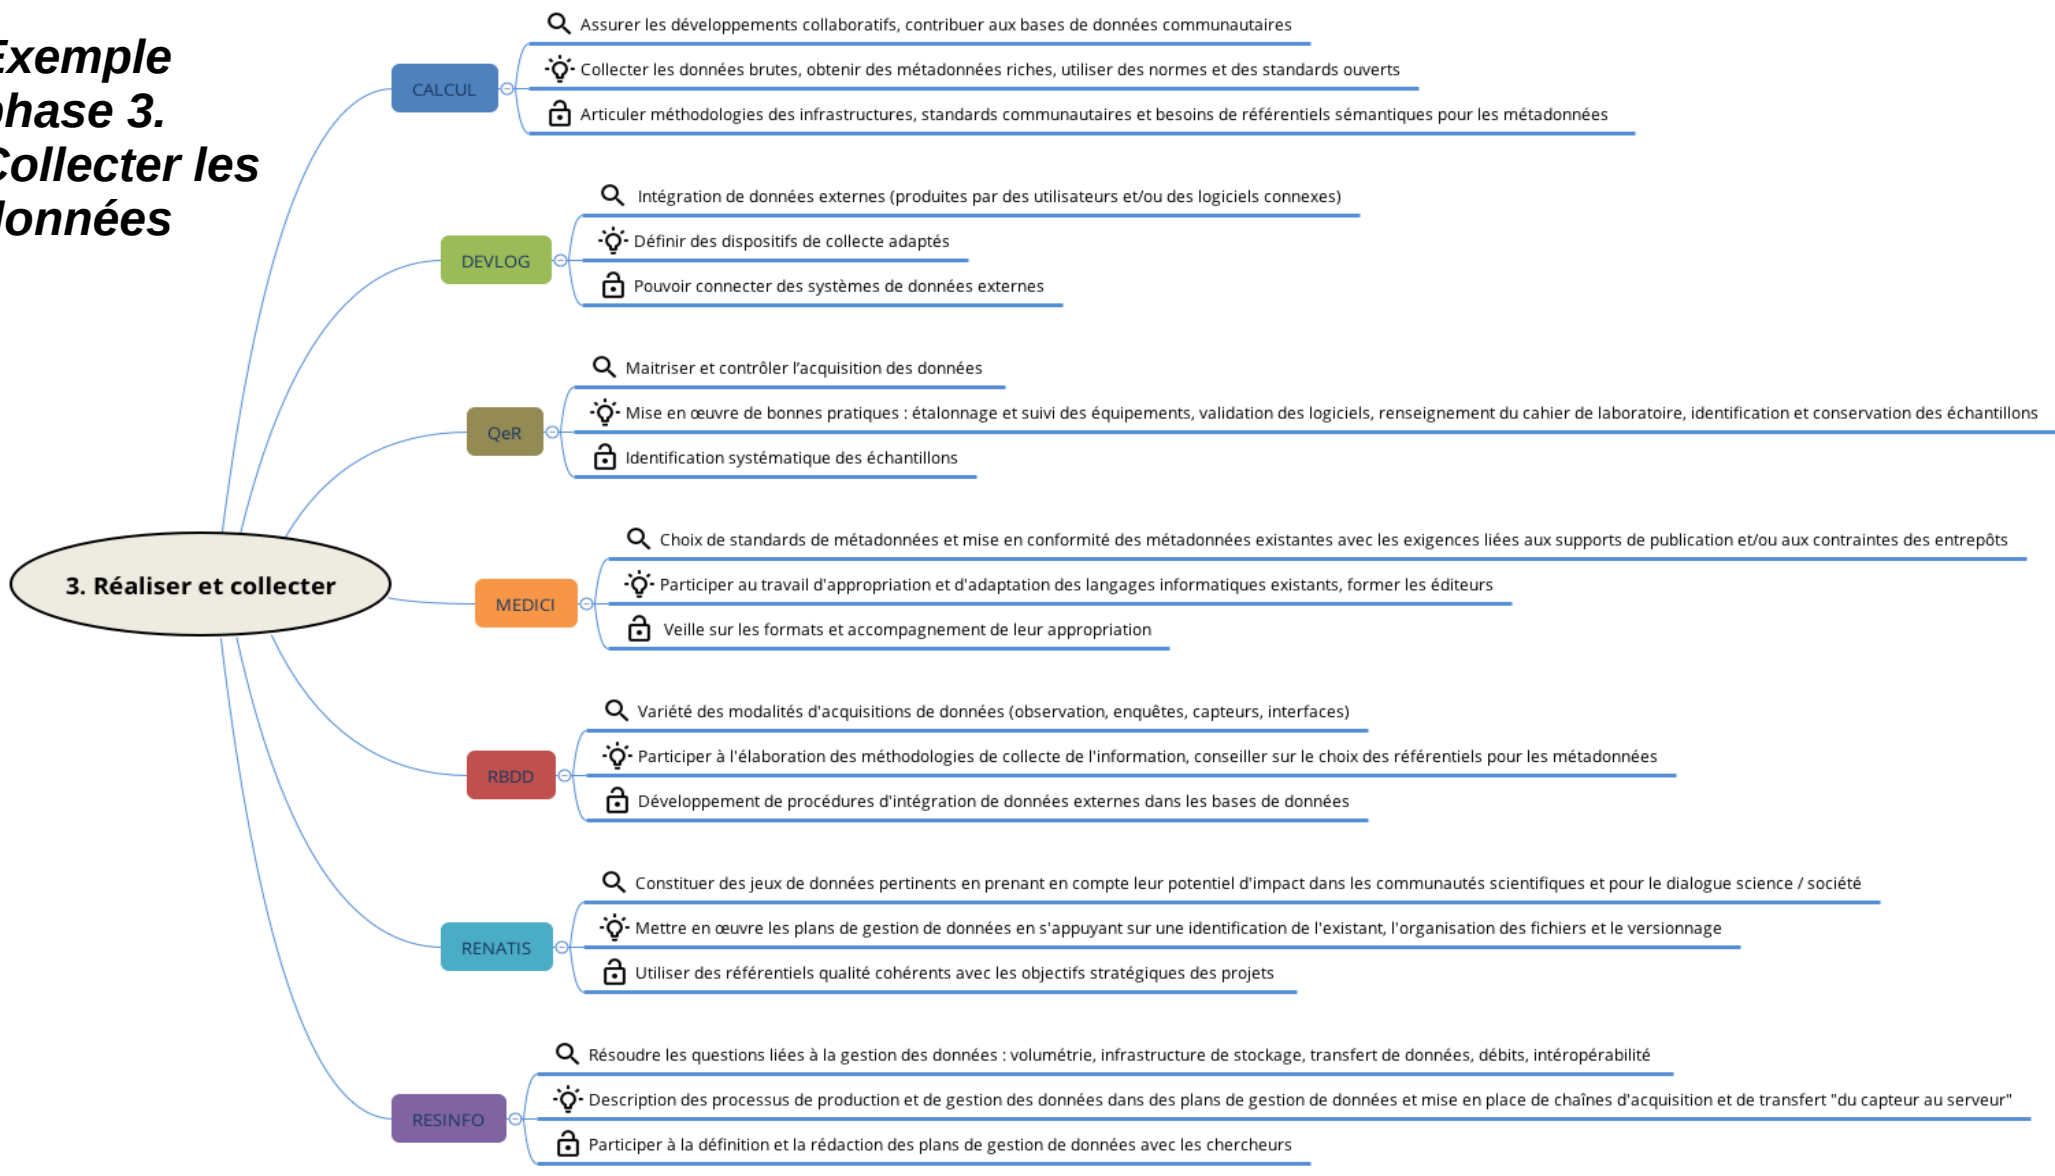 Exemple
phase 3.
Collecter les
données
Assurer les développements collaboratifs, contribuer aux bases de données communautaires
Collecter les données brutes, obtenir des métadonnées riches, utiliser des normes et des standards ouverts
CALCUL
Articuler méthodologies des infrastructures, standards communautaires et besoins de référentiels sémantiques pour les métadonnées
Intégration de données externes (produites par des utilisateurs et/ou des logiciels connexes)
Définir des dispositifs de collecte adaptés
DEVLOG
Pouvoir connecter des systèmes de données externes
Maitriser et contrôler l'acquisition des données
Mise en œuvre de bonnes pratiques : étalonnage et suivi des équipements, validation des logiciels, renseignement du cahier de laboratoire, identification et conservation des échantillons
QeR
Identification systématique des échantillons
3. Réaliser et collecter
Choix de standards de métadonnées et mise en conformité des métadonnées existantes avec les exigences liées aux supports de publication et/ou aux contraintes des entrepôts
Participer au travail d'appropriation et d'adaptation des langages informatiques existants, former les éditeurs
MEDICI
Veille sur les formats et accompagnement de leur appropriation
Variété des modalités d'acquisitions de données (observation, enquêtes, capteurs, interfaces)
Participer à l'élaboration des méthodologies de collecte de l'information, conseiller sur le choix des référentiels pour les métadonnées
RBDD
Développement de procédures d'intégration de données externes dans les bases de données
Constituer des jeux de données pertinents en prenant en compte leur potentiel d'impact dans les communautés scientifiques et pour le dialogue science / société
Mettre en œuvre les plans de gestion de données en s'appuyant sur une identification de l'existant, l'organisation des fichiers et le versionnage
RENATIS
Utiliser des référentiels qualité cohérents avec les objectifs stratégiques des projets
Résoudre les questions liées à la gestion des données : volumétrie, infrastructure de stockage, transfert de données, débits, intéropérabilité
Description des processus de production et de gestion des données dans des plans de gestion de données et mise en place de chaînes d'acquisition et de transfert "du capteur au serveur"
RESINFO
Participer à la définition et la rédaction des plans de gestion de données avec les chercheurs